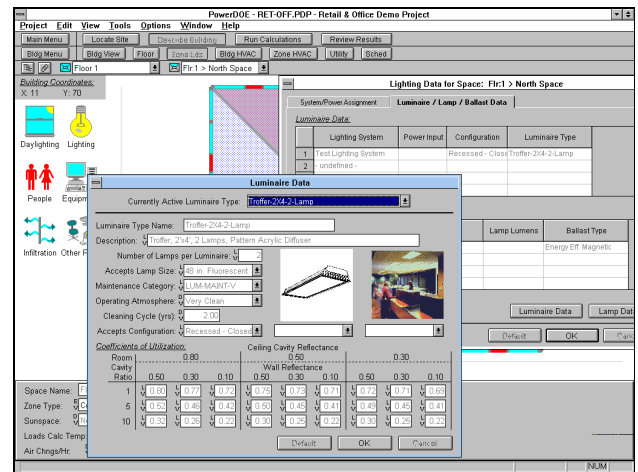 PowerDOE - RET-OFF.PDP - Retail & Office Demo Project
Project Edit View Tools Options Window Help
Main Menu Locate Site Describe Building Run Calculations Review Results
Bldg Menu Bldg View Floor Zone Lds Bldg HVAC Zone HVAC Utility Sched
Floor 1 Flr:1 > North Space
Building Coordinates:
X: 11 Y: 70
Daylighting Lighting
People Equipm
Infiltration Other F
Lighting Data for Space: Flr:1 > North Space
System/Power Assignment Luminaire / Lamp / Ballast Data
Luminaire Data:
Lighting System Power Input Configuration Luminaire Type
1 Test Lighting System Recessed - Close Troffer-2X4-2-Lamp
2 - undefined -
Lamp Lumens Ballast Type
Energy Eff. Magnetic
Luminaire Data Lamp Dat
Default OK Canc
Luminaire Data
Currently Active Luminaire Type: Troffer-2X4-2-Lamp
Luminaire Type Name: Troffer-2X4-2-Lamp
Description: Troffer, 2'x4', 2 Lamps, Pattern Acrylic Diffuser
Number of Lamps per Luminaire: 2
Accepts Lamp Size: 48 in. Fluorescent
Maintenance Category: LUM-MAINT-V
Operating Atmosphere: Very Clean
Cleaning Cycle (yrs): 2.00
Accepts Configuration: Recessed - Closed
Coefficients of Utilization: Ceiling Cavity Reflectance
Room 0.80 0.50 0.30
Cavity Wall Reflectance
Ratio 0.50 0.30 0.10 0.50 0.30 0.10 0.50 0.30 0.10
1 0.80 0.77 0.72 0.75 0.73 0.71 0.72 0.71 0.69
5 0.52 0.46 0.42 0.50 0.45 0.41 0.49 0.45 0.41
10 0.32 0.26 0.22 0.30 0.25 0.22 0.30 0.25 0.22
Default OK Cancel
Space Name:
Zone Type:
Sunspace:
Loads Calc Temp:
Air Chngs/Hr:
NUM